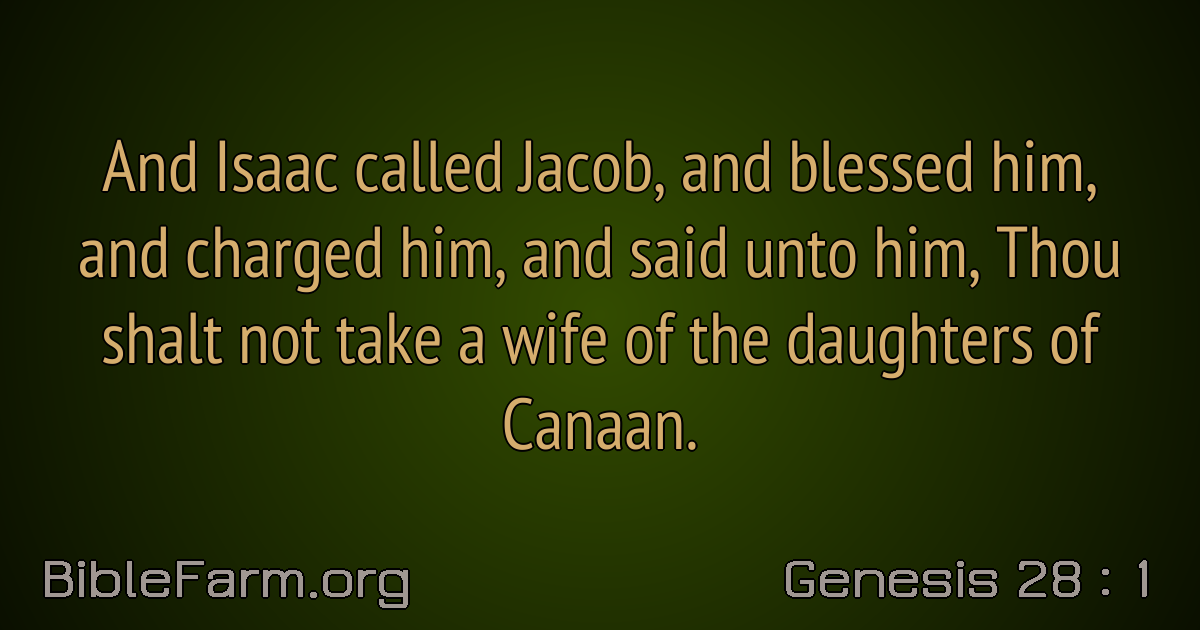 And Isaac called Jacob, and blessed him,
and charged him, and said unto him, Thou
shalt not take a wife of the daughters of
Canaan.
BibleFarm.org
Genesis 28 : 1